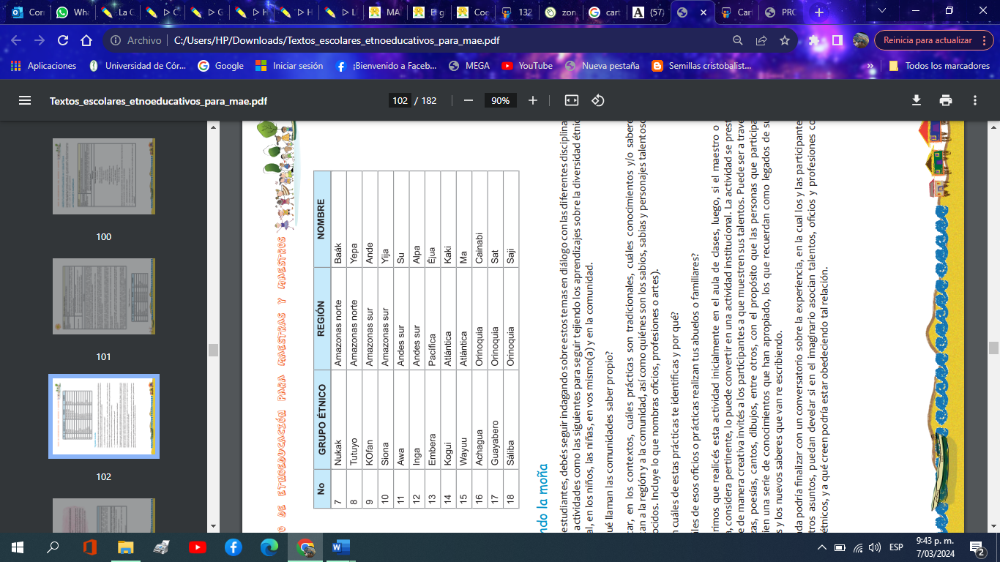 Con
Wha
La C
C
G
H
H
Li
MA
El g
Coc
132
zon
cart
(57)
Cart
PRC
Archivo
C:/Users/HP/Downloads/Textos_escolares_etnoeducativos_para_mae.pdf
Reinicia para actualizar
Aplicaciones
Universidad de Cór...
Google
Iniciar sesión
¡Bienvenido a Faceb...
MEGA
YouTube
Nueva pestaña
Semillas cristobalist...
Todos los marcadores
Textos_escolares_etnoeducativos_para_mae.pdf
102 / 182
90%
100
101
102
O DE ETNOEDUCACIÓN PARA MAESTRAS Y MAESTROS
No GRUPO ÉTNICO REGIÓN NOMBRE
7 Nukak Amazonas norte Baák
8 Tutuyo Amazonas norte Yepa
9 KOfan Amazonas sur Ande
10 Siona Amazonas sur Yija
11 Awa Andes sur Su
12 Inga Andes sur Alpa
13 Embera Pacífica Êjua
14 Kogui Atlántica Kaki
15 Wayuu Atlántica Ma
16 Achagua Orinoquia Cainabi
17 Guayabero Orinoquia Sat
18 Sáliba Orinoquia Saji
ndo la moña
estudiantes, debés seguir indagando sobre estos temas en diálogo con las diferentes disciplina
actividades como las siguientes para seguir tejiendo los aprendizajes sobre la diversidad étnic
al, en los niños, las niñas, en vos mismo(a) y en la comunidad.
ué llaman las comunidades saber propio?
car, en los contextos, cuáles prácticas son tradicionales, cuáles conocimientos y/o sabere
an a la región y a la comunidad, así como quiénes son los sabios, sabias y personajes talentoso
ocidos. Incluye lo que nombras oficios, profesiones o artes).
n cuáles de estas prácticas te identificas y por qué?
les de esos oficios o prácticas realizan tus abuelos o familiares?
rimos que realicés esta actividad inicialmente en el aula de clases, luego, si el maestro o
a, considera pertinente, lo puede convertir en una actividad institucional. La actividad se prest
e de manera creativa invités a los participantes a que muestren sus talentos. Puede ser a travé
zas, poesías, cantos, dibujos, entre otros, con el propósito que las personas que participa
ien una serie de conocimientos que han apropiado, los que recuerdan como legados de su
s y los nuevos saberes que van re escribiendo.
da podría finalizar con un conversatorio sobre la experiencia, en la cual los y las participante
tros asuntos, puedan develar si en el imaginario asocian talentos, oficios y profesiones co
étnicos, y a qué creen podría estar obedeciendo tal relación.
ESP
9:43 p. m.
7/03/2024
2